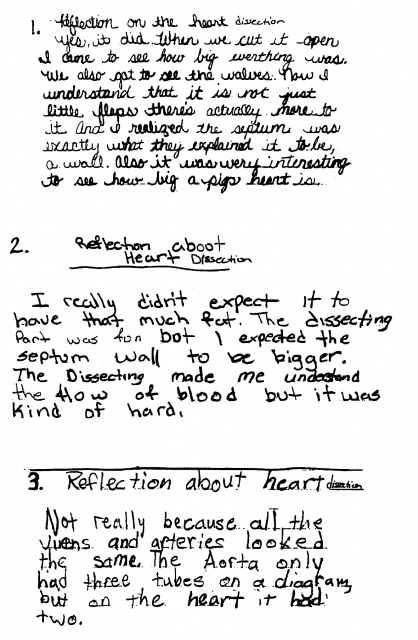 1. Reflection on the heart dissection
Yes, it did. When we cut it open
I came to see how big everthing was.
We also got to see the valves. Now I
understand that it is not just
little flaps there's actually more to
it. And I realized the septum was
exactly what they explained it to be,
a wall. Also it was very interesting
to see how big a pigs heart is.
2. Reflection aboot
Heart Dissection
I really didn't expect it to
have that much fat. The dissecting
Part was fun but I expected the
septum wall to be bigger.
The Dissecting made me undestand
the flow of blood but it was
kind of hard.
3. Reflection about heart dissection
Not really because all the
viens and arteries looked
the same. The Aorta only
had three tubes on a diagram,
but on the heart it had
two.